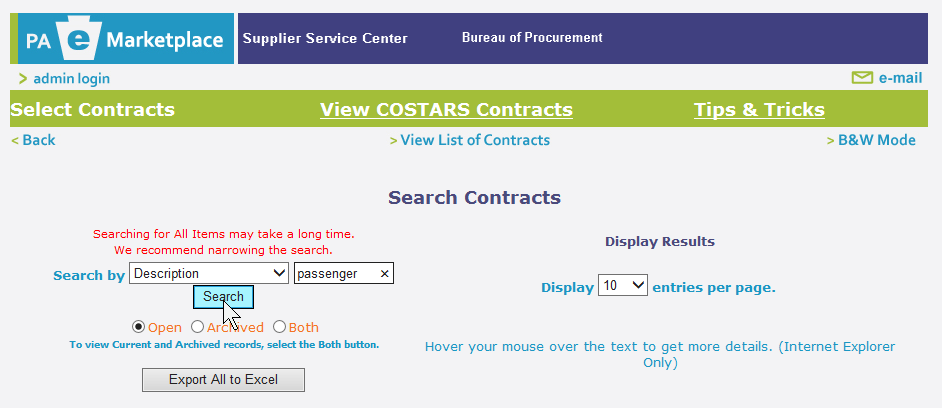 PA e Marketplace Supplier Service Center Bureau of Procurement
> admin login e-mail
Select Contracts View COSTARS Contracts Tips & Tricks
< Back > View List of Contracts > B&W Mode
Search Contracts
Searching for All Items may take a long time.
We recommend narrowing the search.
Display Results
Search by Description passenger ×
Display 10 entries per page.
Search
Open Archived Both
To view Current and Archived records, select the Both button.
Hover your mouse over the text to get more details. (Internet Explorer
Only)
Export All to Excel